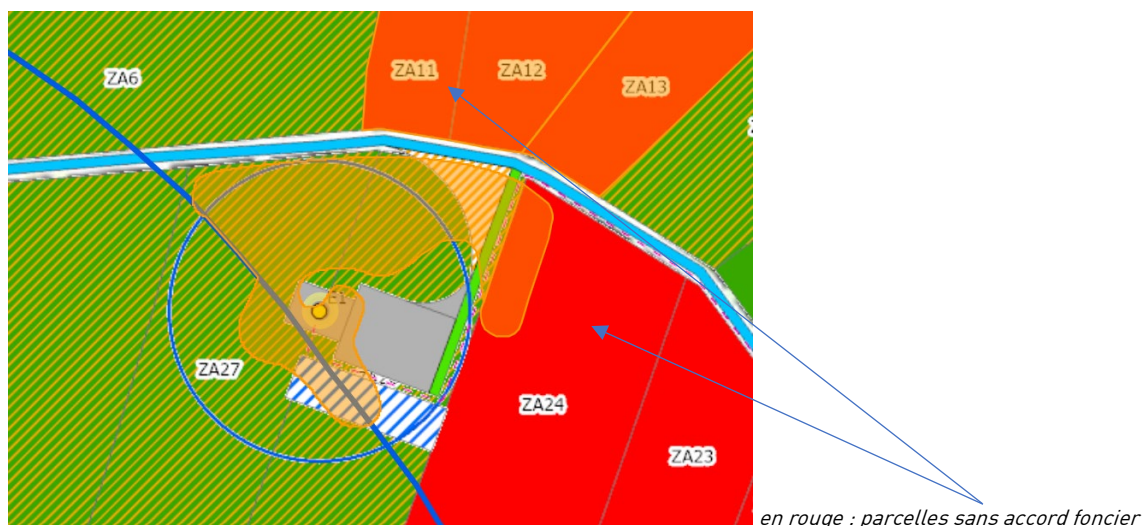 ZA6
ZA11
ZA12
ZA13
E1
ZA27
ZA24
ZA23
en rouge : parcelles sans accord foncier